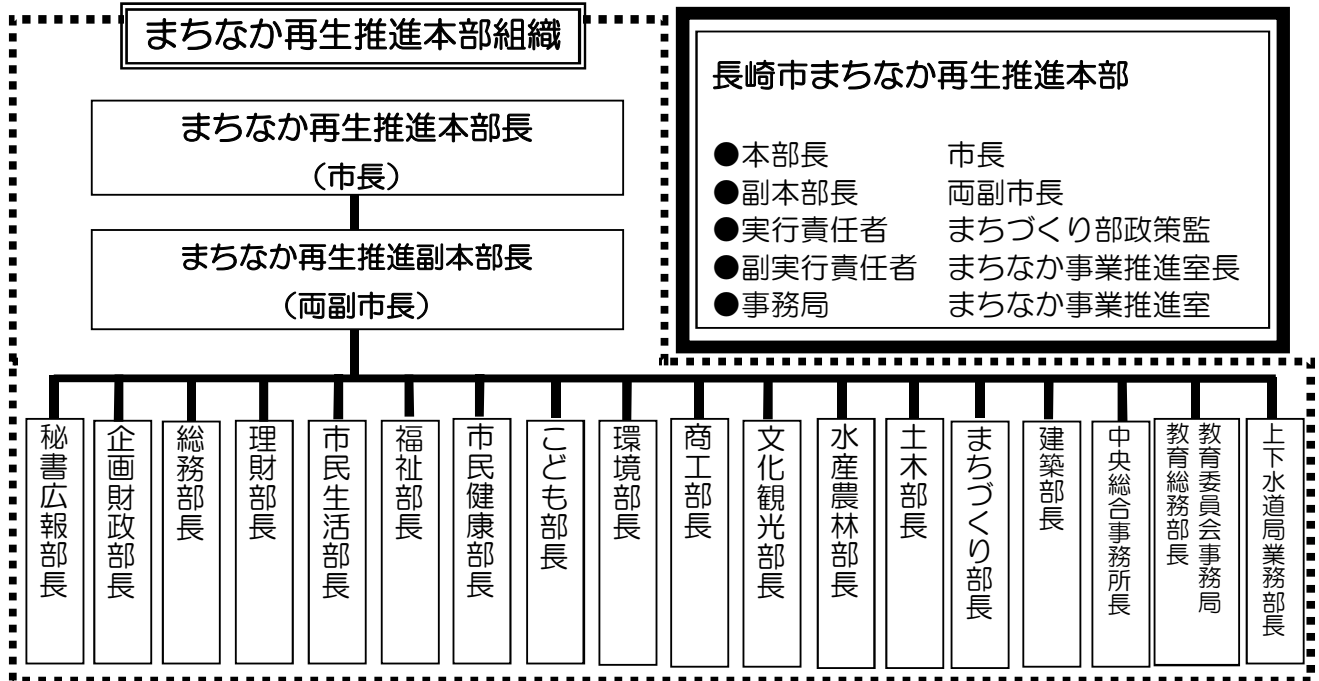 まちなか再生推進本部組織
まちなか再生推進本部長
（市長）
まちなか再生推進副本部長
（両副市長）
長崎市まちなか再生推進本部
●本部長 市長
●副本部長 両副市長
●実行責任者 まちづくり部政策監
●副実行責任者 まちなか事業推進室長
●事務局 まちなか事業推進室
秘書広報部長
企画財政部長
総務部長
理財部長
市民生活部長
福祉部長
市民健康部長
こども部長
環境部長
商工部長
文化観光部長
水産農林部長
土木部長
まちづくり部長
建築部長
中央総合事務所長
教育委員会事務局
教育総務部長
上下水道局業務部長